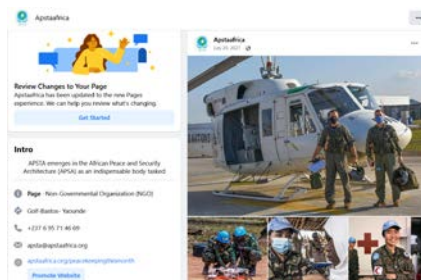 Apstaafrica
Review Changes to Your Page
Apstaafrica has been updated to the new Pages
experience. We can help you review what's changing.
Get Started
Intro
APSTA emerges in the African Peace and Security
Architecture (APSA) as an indispensable body tasked
Page · Non-Governmental Organization (NGO)
Golf-Bastos- Yaounde
+237 6 95 71 46 69
apsta@apstaafrica.org
Promote Website
Apstaafrica